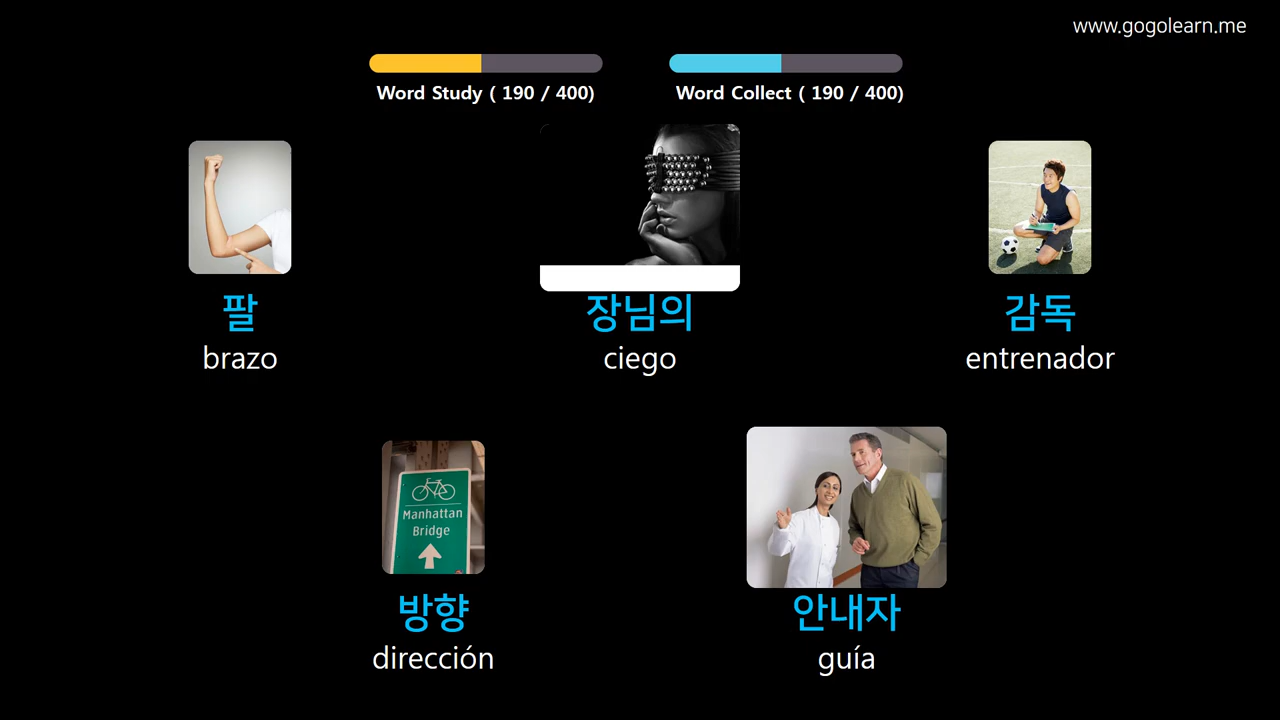 www.gogolearn.me
Word Study ( 190 / 400)
Word Collect ( 190 / 400)
팔
brazo
장님의
ciego
감독
entrenador
Manhattan
Bridge
방향
dirección
안내자
guía